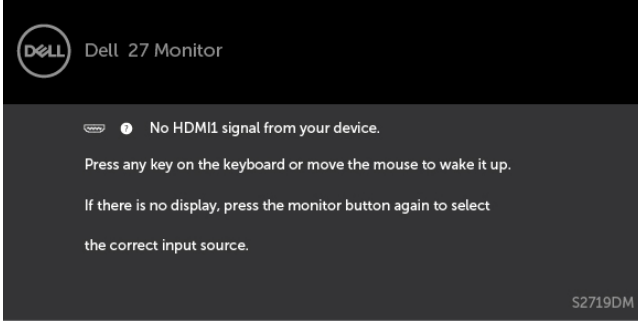 DELL
Dell 27 Monitor
? No HDMI1 signal from your device.
Press any key on the keyboard or move the mouse to wake it up.
If there is no display, press the monitor button again to select
the correct input source.
S2719DM